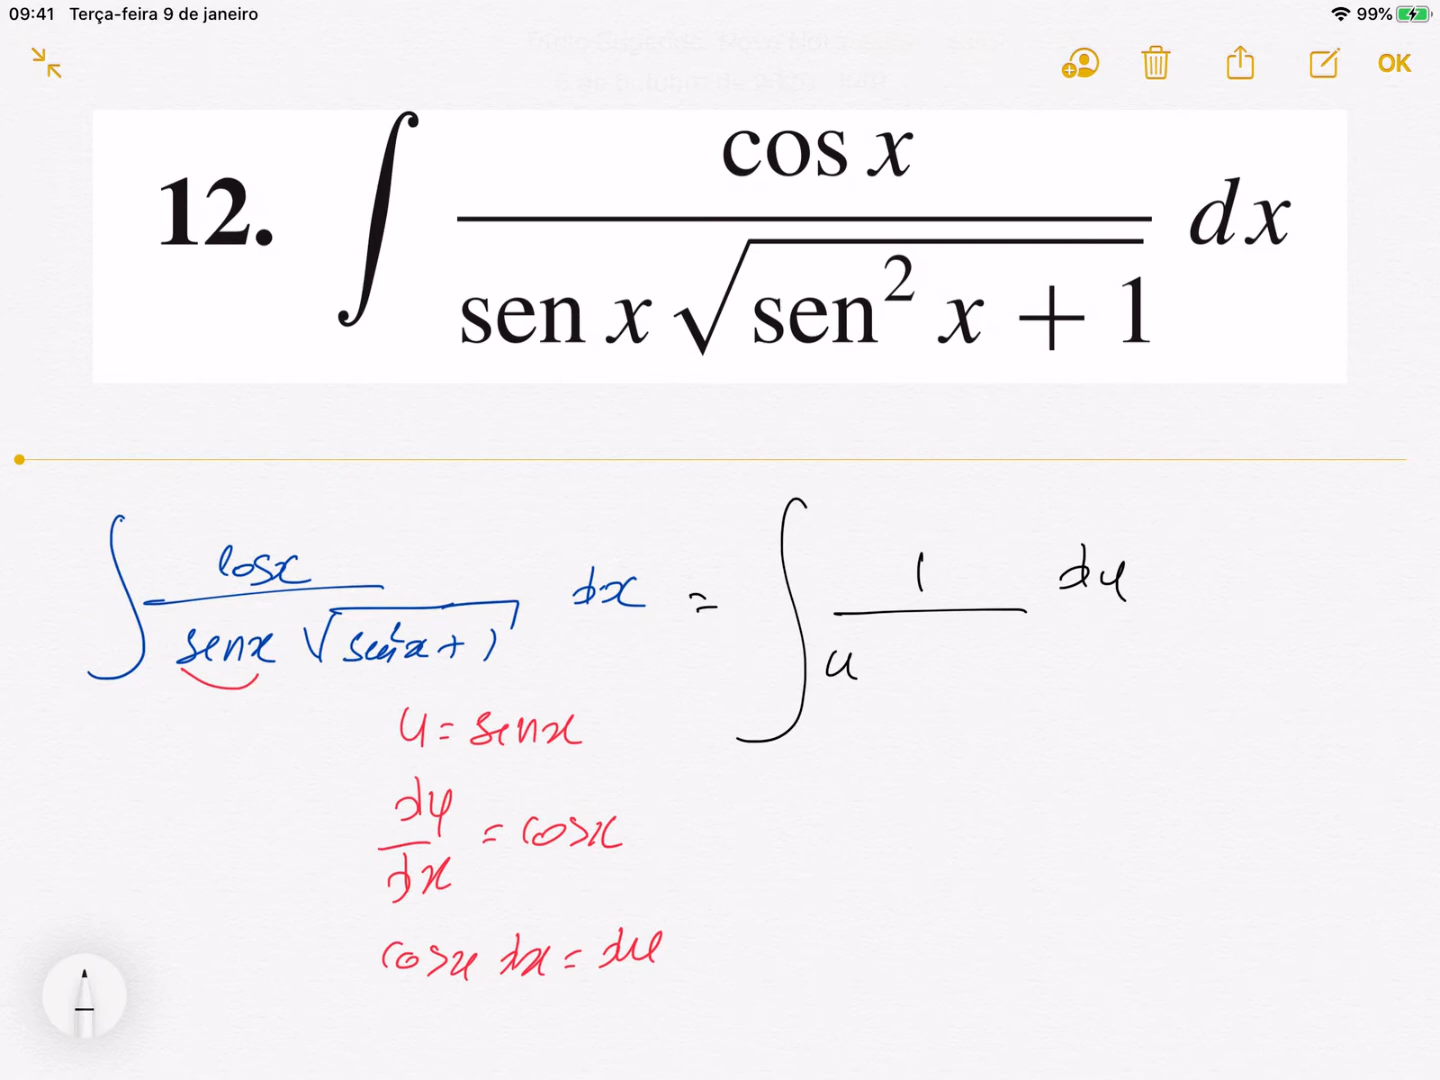 09:41 Terça-feira 9 de janeiro 99%
OK
12. ∫ cos x / (sen x √(sen² x + 1)) dx
∫ cosx / (senx √(sen²x + 1)) dx = ∫ 1 / u du
u = senx
du/dx = cosx
cosx dx = du